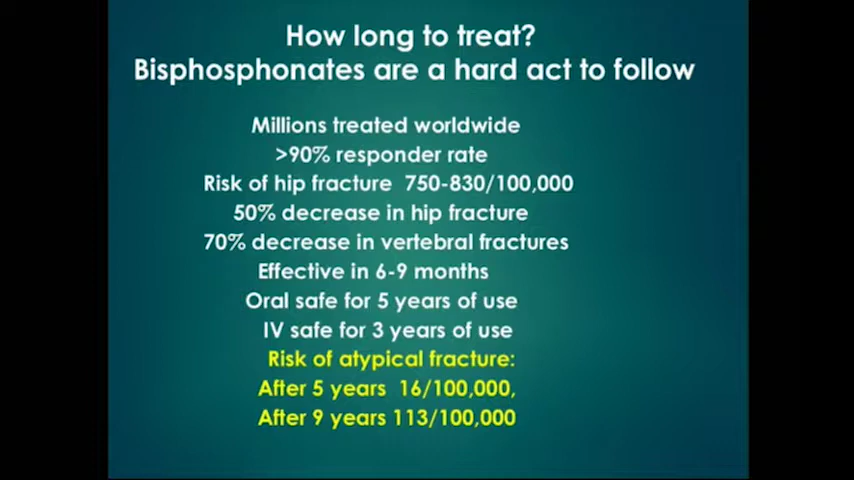 How long to treat?
Bisphosphonates are a hard act to follow
Millions treated worldwide
>90% responder rate
Risk of hip fracture 750-830/100,000
50% decrease in hip fracture
70% decrease in vertebral fractures
Effective in 6-9 months
Oral safe for 5 years of use
IV safe for 3 years of use
Risk of atypical fracture:
After 5 years 16/100,000,
After 9 years 113/100,000